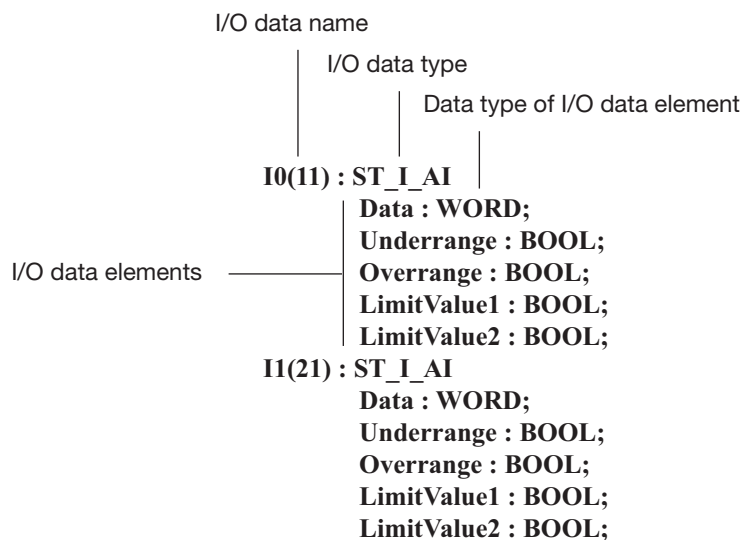 I/O data name
I/O data type
Data type of I/O data element
I0(11) : ST_I_AI
Data : WORD;
Underrange : BOOL;
I/O data elements Overrange : BOOL;
LimitValue1 : BOOL;
LimitValue2 : BOOL;
I1(21) : ST_I_AI
Data : WORD;
Underrange : BOOL;
Overrange : BOOL;
LimitValue1 : BOOL;
LimitValue2 : BOOL;